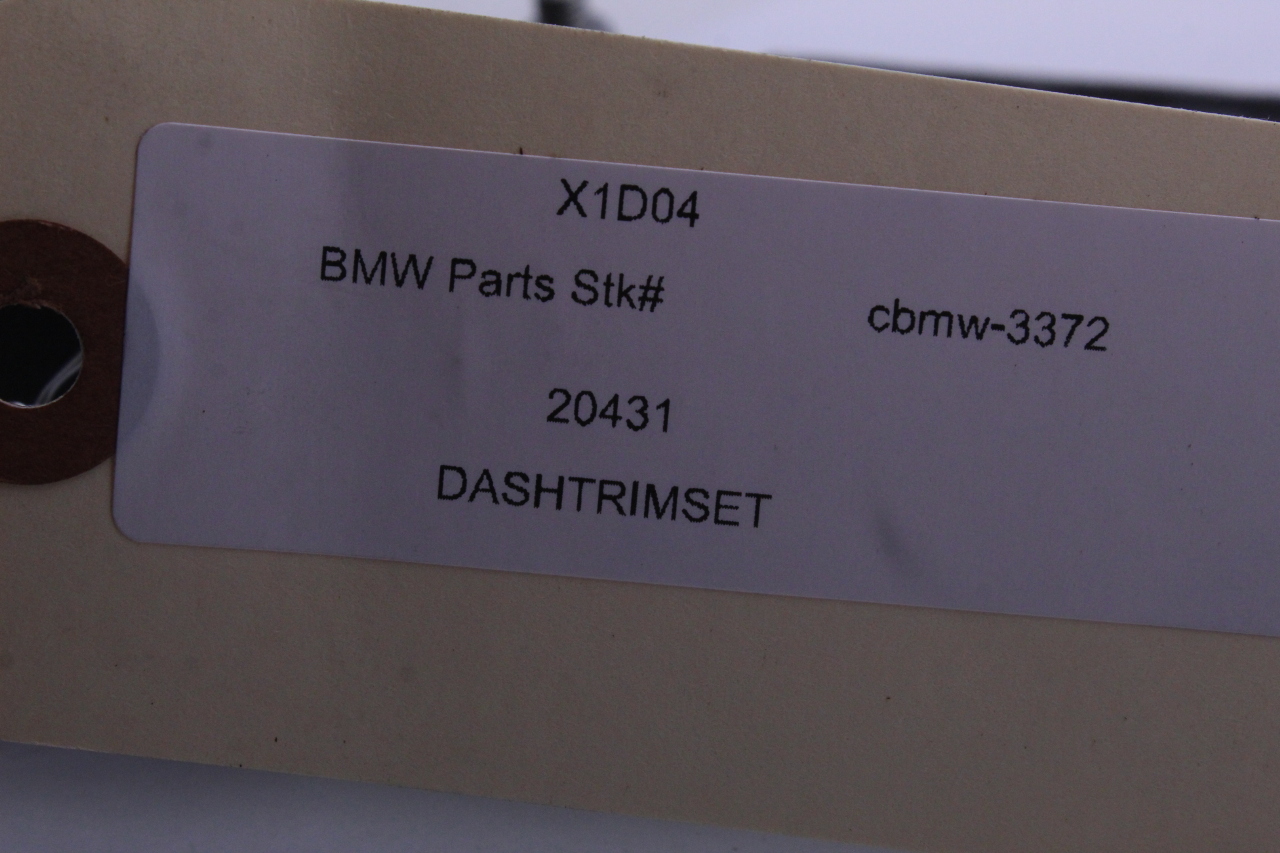 X1D04
BMW Parts Stk# cbmw-3372
20431
DASHTRIMSET